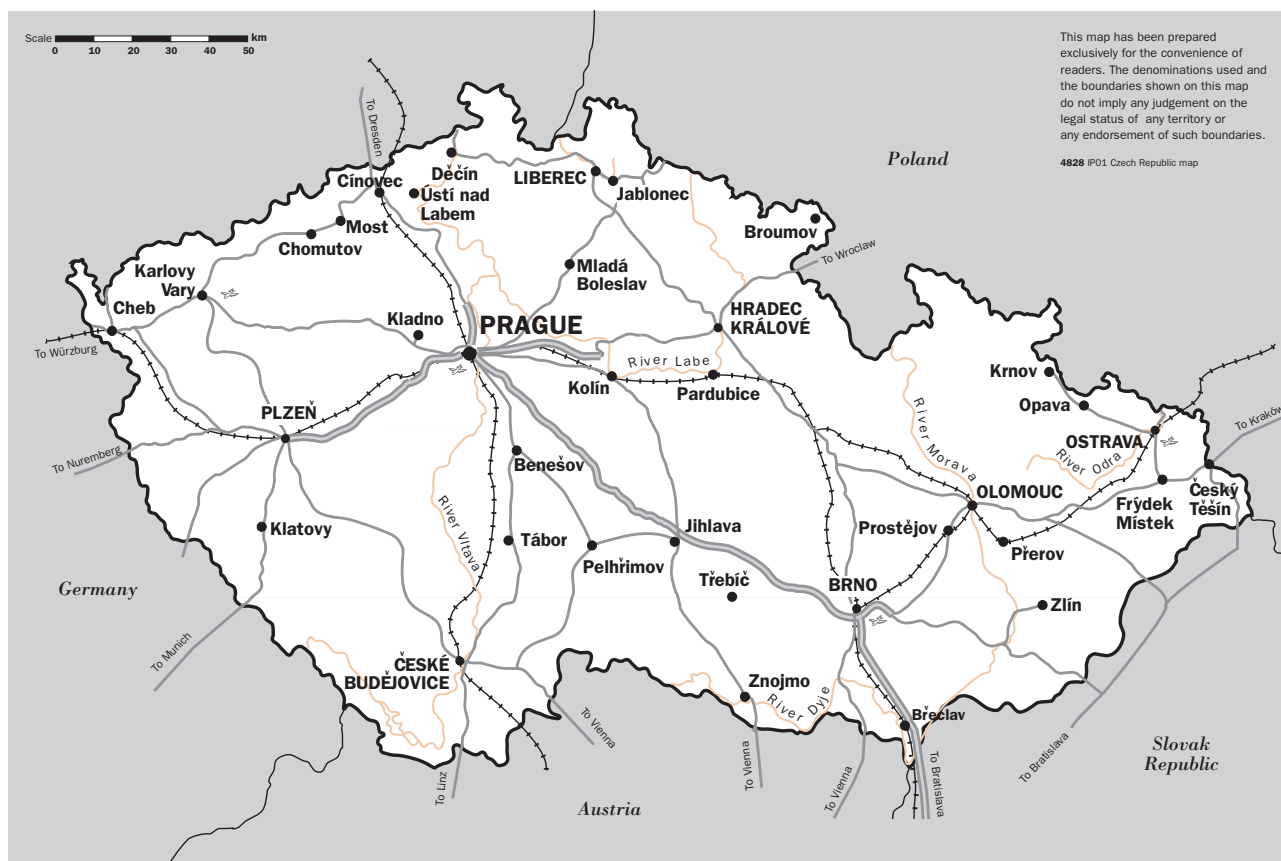 Scale
km
0 10 20 30 40 50
This map has been prepared
exclusively for the convenience of
readers. The denominations used and
the boundaries shown on this map
do not imply any judgement on the
legal status of any territory or
any endorsement of such boundaries.
4828 IP01 Czech Republic map
Poland
To Dresden
Děčín
LIBEREC
Jablonec
Cínovec
Ústí nad
Labem
Most
Chomutov
Broumov
To Wroclaw
Karlovy
Vary
Mladá
Boleslav
Cheb
Kladno
PRAGUE
HRADEC
KRÁLOVÉ
To Würzburg
River Labe
Kolín
Pardubice
Krnov
Opava
PLZEŇ
OSTRAVA
To Kraków
River Morava
River Odra
To Nuremberg
Benešov
OLOMOUC
Frýdek
Místek
Český
Těšín
River Vltava
Klatovy
Tábor
Jihlava
Prostějov
Přerov
Pelhřimov
Třebíč
BRNO
Zlín
Germany
To Munich
ČESKÉ
BUDĚJOVICE
Znojmo
River Dyje
Břeclav
To Vienna
To Linz
To Vienna
To Vienna
To Bratislava
To Bratislava
Slovak
Republic
Austria